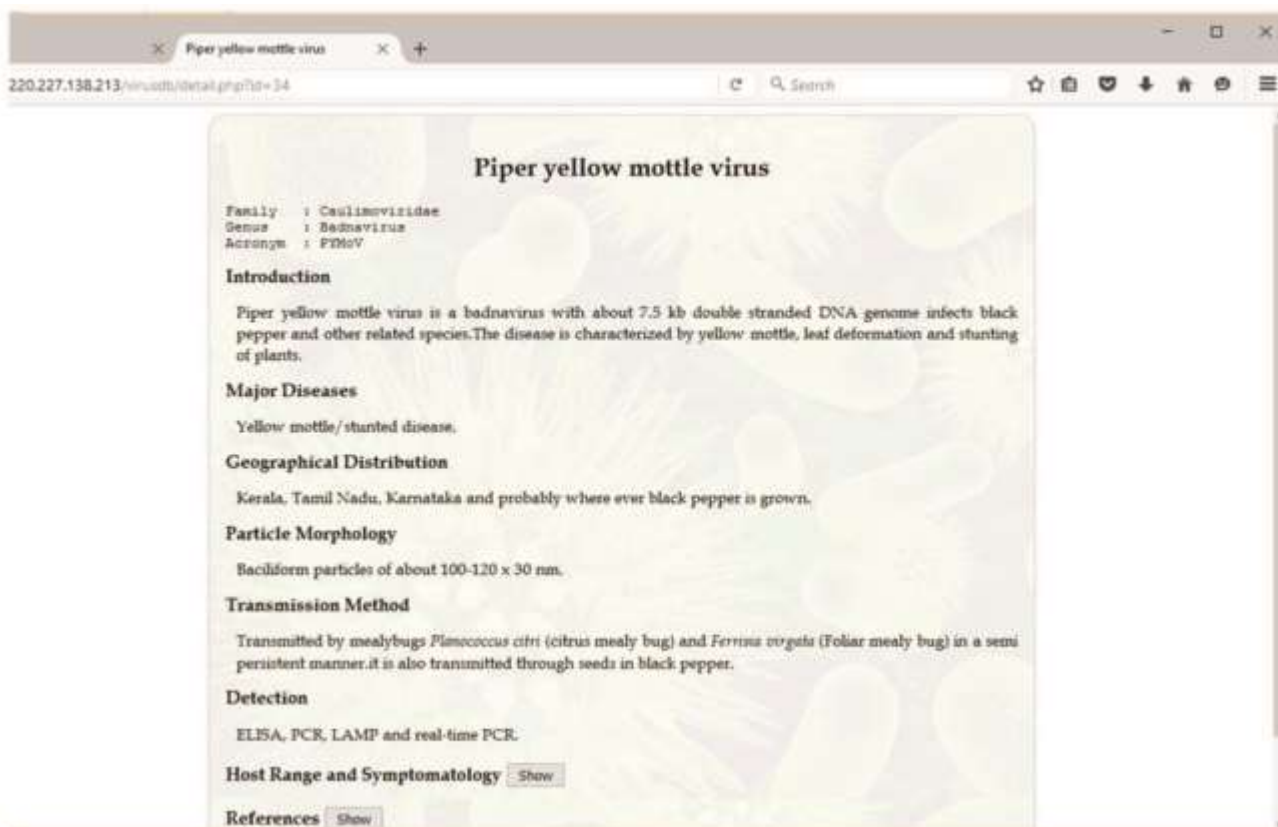 Piper yellow mottle virus
220.227.138.213/virusdb/detail.php?id=34
Search
Piper yellow mottle virus
Family : Caulimoviridae
Genus : Badnavirus
Acronym : PYMoV
Introduction
Piper yellow mottle virus is a badnavirus with about 7.5 kb double stranded DNA genome infects black
pepper and other related species.The disease is characterized by yellow mottle, leaf deformation and stunting
of plants.
Major Diseases
Yellow mottle/stunted disease.
Geographical Distribution
Kerala, Tamil Nadu, Karnataka and probably where ever black pepper is grown.
Particle Morphology
Baciliform particles of about 100-120 x 30 nm.
Transmission Method
Transmitted by mealybugs Planococcus citri (citrus mealy bug) and Ferrisia virgata (Foliar mealy bug) in a semi
persistent manner.it is also transmitted through seeds in black pepper.
Detection
ELISA, PCR, LAMP and real-time PCR.
Host Range and Symptomatology Show
References Show